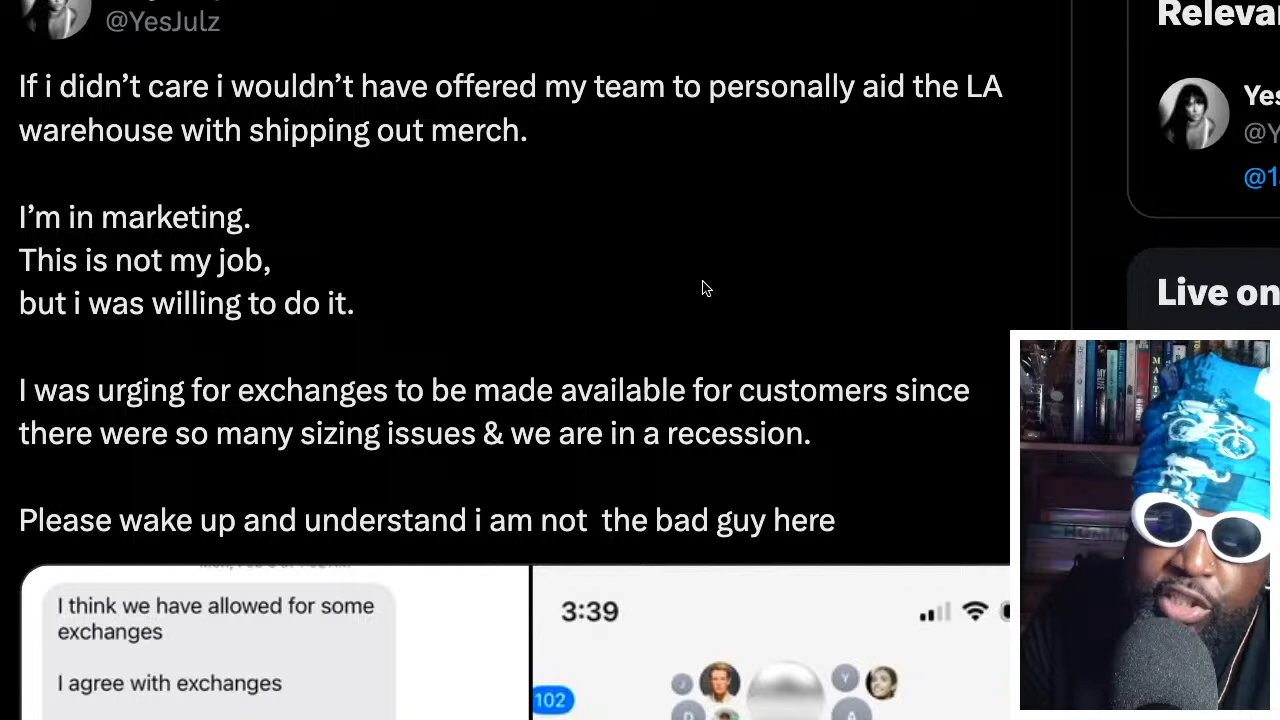 @YesJulz
If i didn’t care i wouldn’t have offered my team to personally aid the LA
warehouse with shipping out merch.
I’m in marketing.
This is not my job,
but i was willing to do it.
I was urging for exchanges to be made available for customers since
there were so many sizing issues & we are in a recession.
Please wake up and understand i am not  the bad guy here
I think we have allowed for some
exchanges
I agree with exchanges
3:39
102
J
Y
D
A
Releva
Yes
@Y
@1
Live on